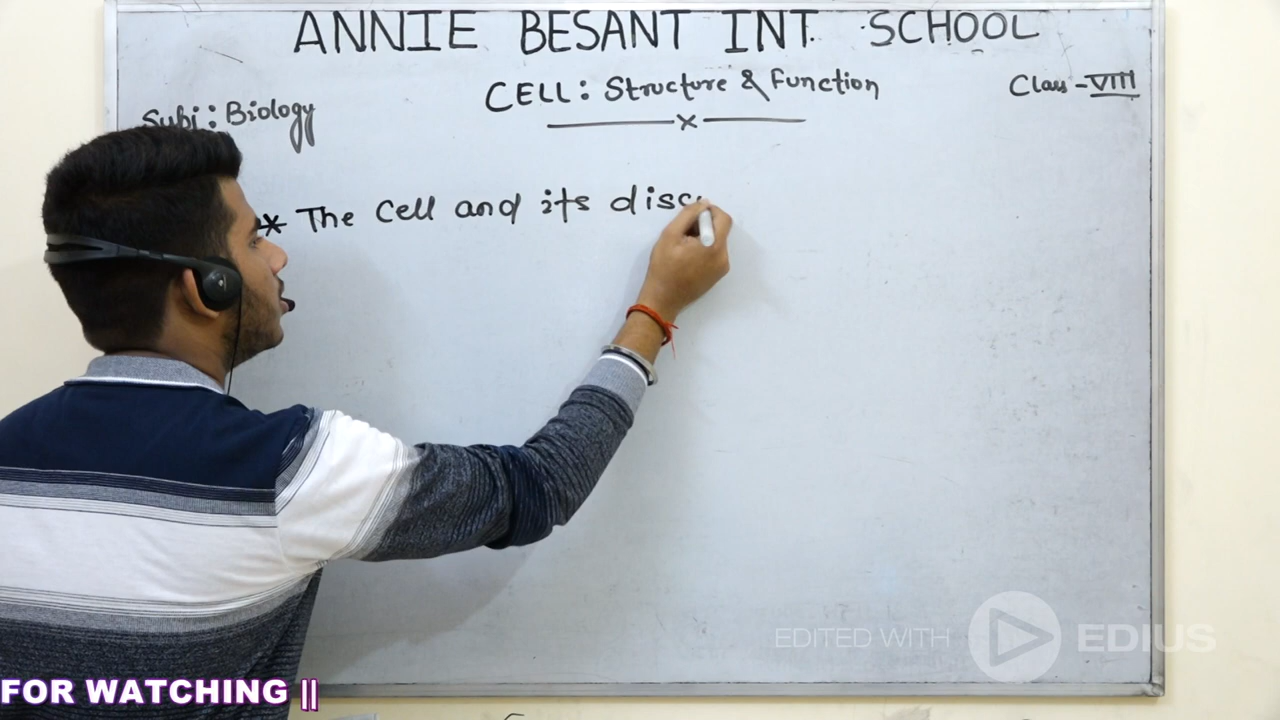 ANNIE BESANT INT. SCHOOL
CELL: Structure & Function
Class-VIII
Subj: Biology
* The Cell and its disc
EDITED WITH EDIUS
FOR WATCHING ||